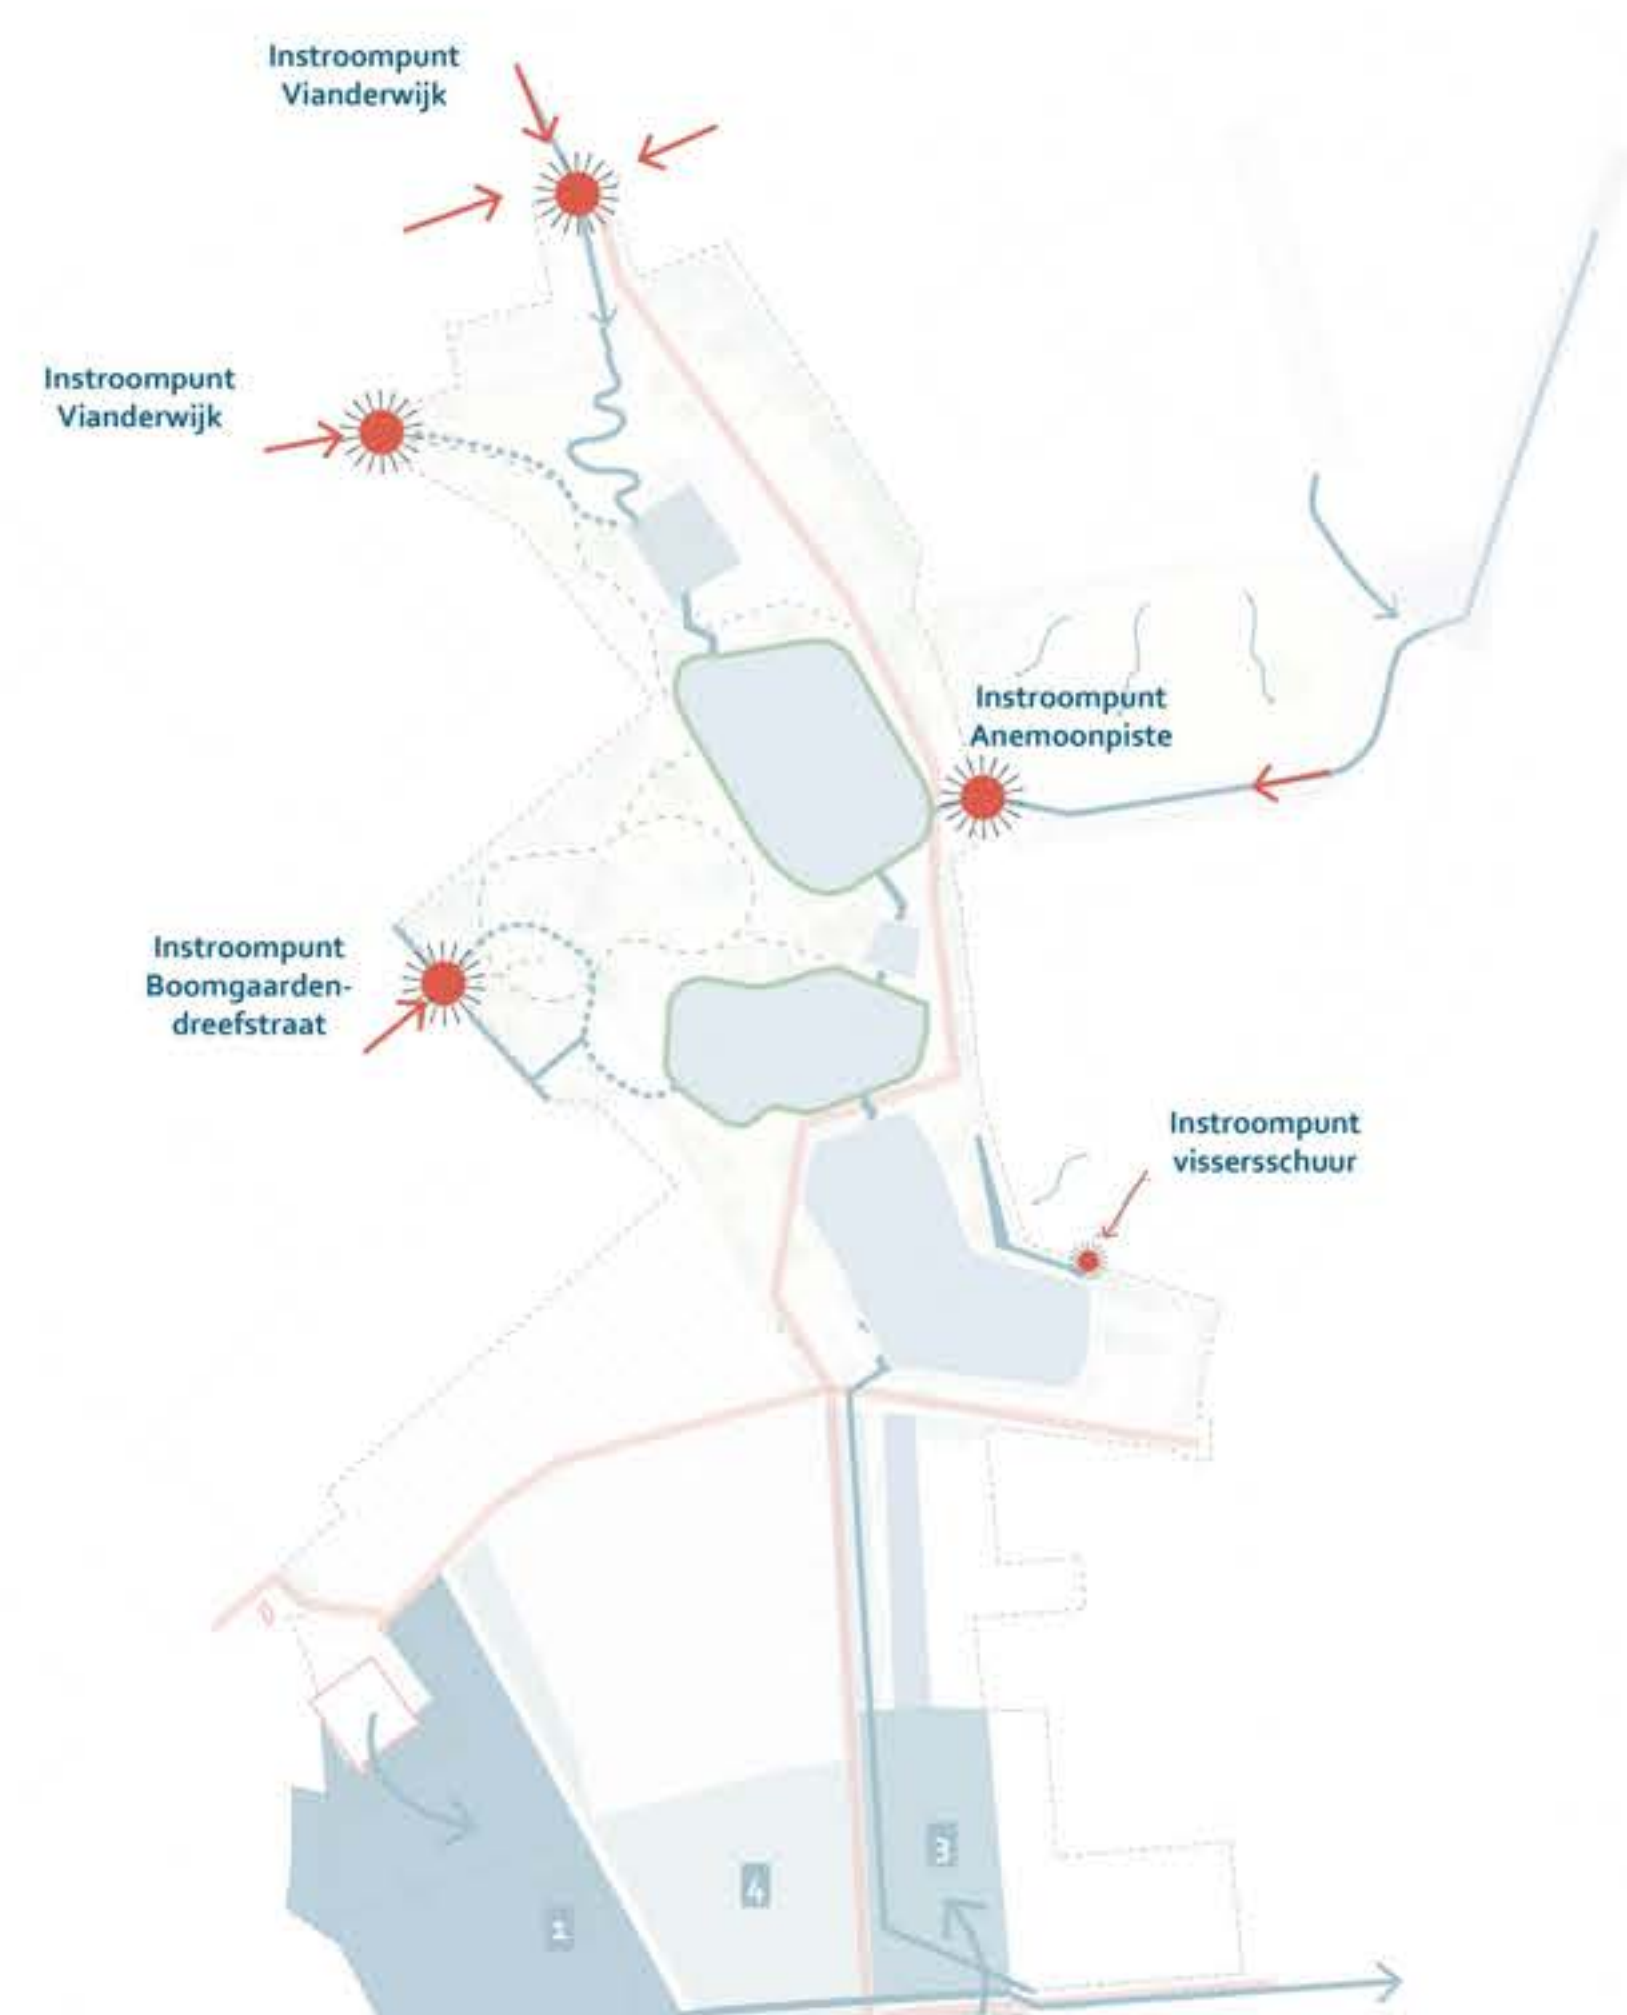 Instroompunt
Vianderwijk
Instroompunt
Vianderwijk
Instroompunt
Anemoonpiste
Instroompunt
Boomgaarden-
dreefstraat
Instroompunt
vissersschuur
3
4
1